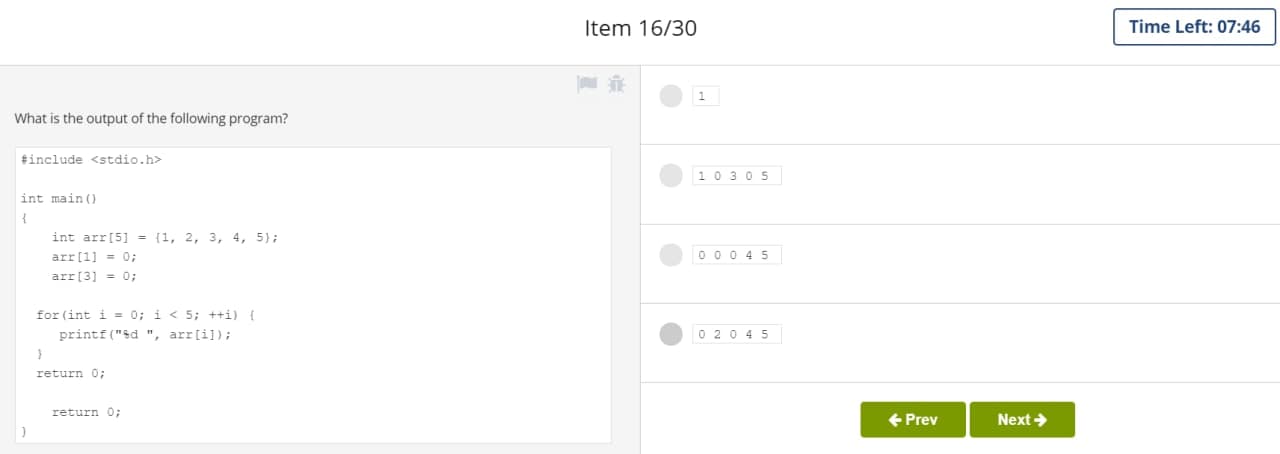 Item 16/30
Time Left: 07:46
What is the output of the following program?
#include <stdio.h>
int main()
{
int arr[5] = {1, 2, 3, 4, 5};
arr[1] = 0;
arr[3] = 0;
for(int i = 0; i < 5; ++i) {
printf("%d ", arr[i]);
}
return 0;
return 0;
}
1
1 0 3 0 5
0 0 0 4 5
0 2 0 4 5
Prev
Next